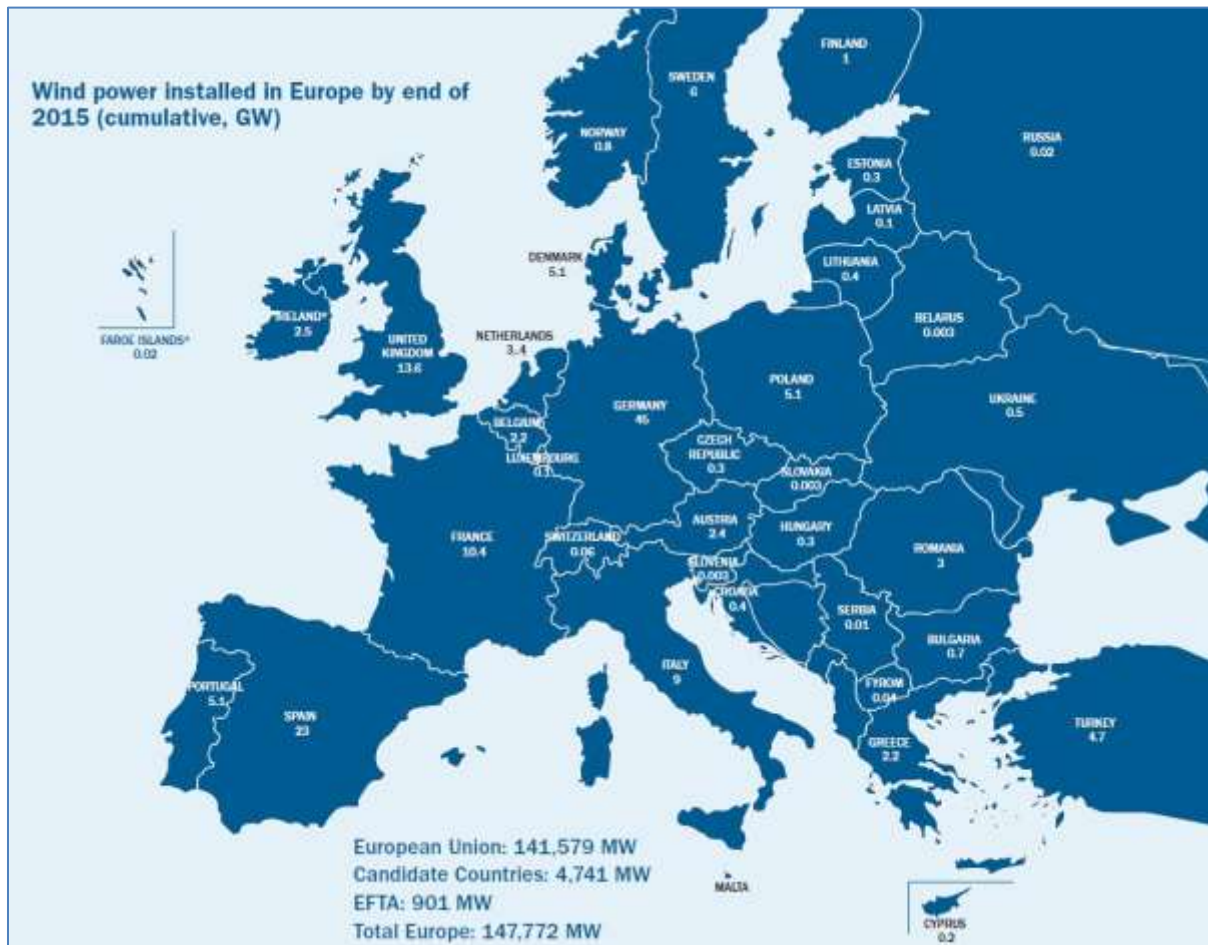 Wind power installed in Europe by end of
2015 (cumulative, GW)
FINLAND
1
SWEDEN
6
NORWAY
0.8
RUSSIA
0.02
ESTONIA
0.3
LATVIA
0.1
LITHUANIA
0.4
DENMARK
5.1
BELARUS
0.003
FAROE ISLANDS*
0.02
IRELAND*
2.5
UNITED
KINGDOM
13.6
NETHERLANDS
3..4
POLAND
5.1
UKRAINE
0.5
GERMANY
45
BELGIUM
2.2
LUXEMBOURG
0.1
CZECH
REPUBLIC
0.3
SLOVAKIA
0.003
FRANCE
10.4
SWITZERLAND
0.06
AUSTRIA
2.4
HUNGARY
0.3
ROMANIA
3
SLOVENIA
0.003
CROATIA
0.4
SERBIA
0.01
BULGARIA
0.7
ITALY
9
FYROM
0.04
PORTUGAL
5.1
SPAIN
23
GREECE
2.2
TURKEY
4.7
European Union: 141,579 MW
Candidate Countries: 4,741 MW
EFTA: 901 MW
Total Europe: 147,772 MW
MALTA
CYPRUS
0.2